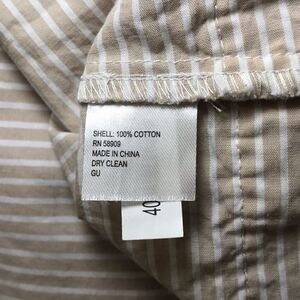 SHELL: 100% COTTON
RN 58909
MADE IN CHINA
DRY CLEAN
GU
40